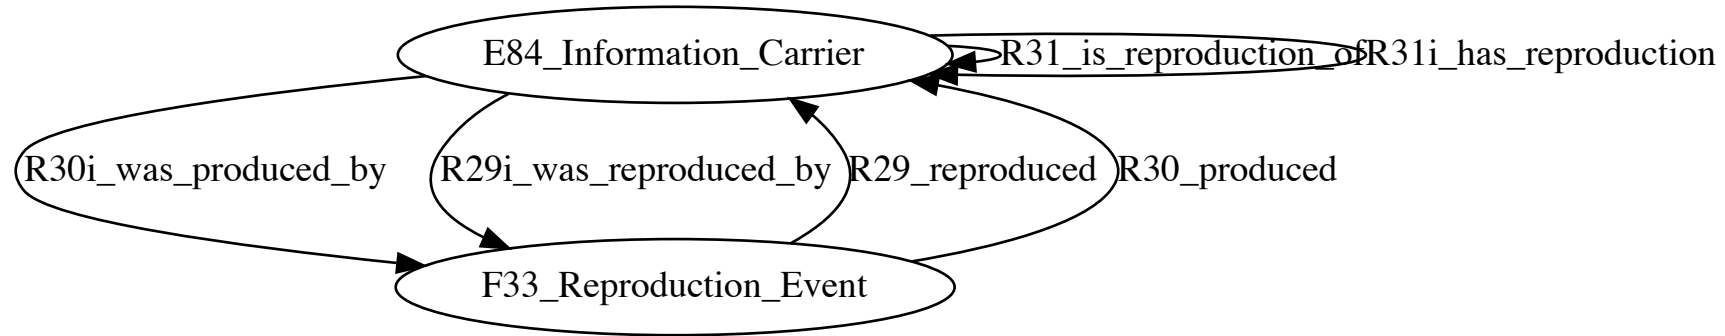 E84_Information_Carrier
R31_is_reproduction_of
R31i_has_reproduction
R30i_was_produced_by
R29i_was_reproduced_by
R29_reproduced
R30_produced
F33_Reproduction_Event